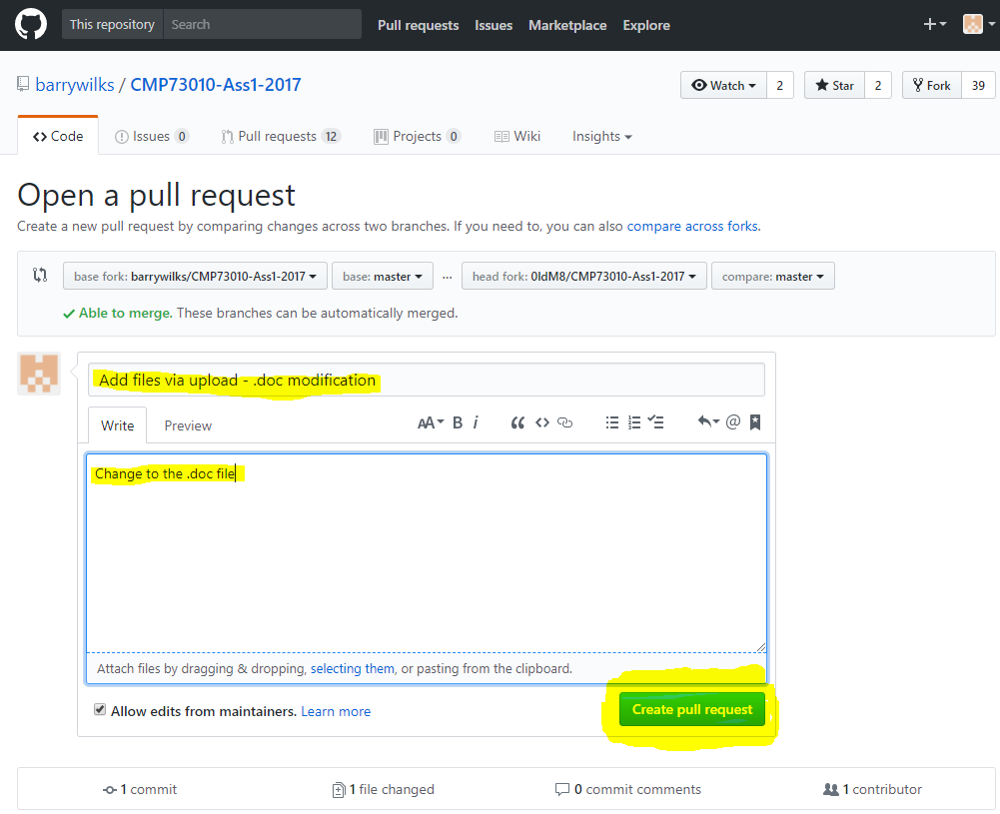 This repository Search Pull requests Issues Marketplace Explore
barrywilks / CMP73010-Ass1-2017 Watch 2 Star 2 Fork 39
Code Issues 0 Pull requests 12 Projects 0 Wiki Insights
Open a pull request
Create a new pull request by comparing changes across two branches. If you need to, you can also compare across forks.
base fork: barrywilks/CMP73010-Ass1-2017 base: master ... head fork: 0ldM8/CMP73010-Ass1-2017 compare: master
Able to merge. These branches can be automatically merged.
Add files via upload - .doc modification
Write Preview AA B i
Change to the .doc file
Attach files by dragging & dropping, selecting them, or pasting from the clipboard.
Allow edits from maintainers. Learn more Create pull request
1 commit 1 file changed 0 commit comments 1 contributor